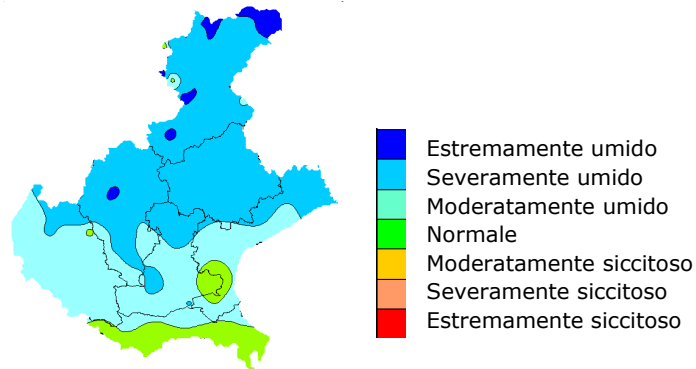 Estremamente umido
Severamente umido
Moderatamente umido
Normale
Moderatamente siccitoso
Severamente siccitoso
Estremamente siccitoso